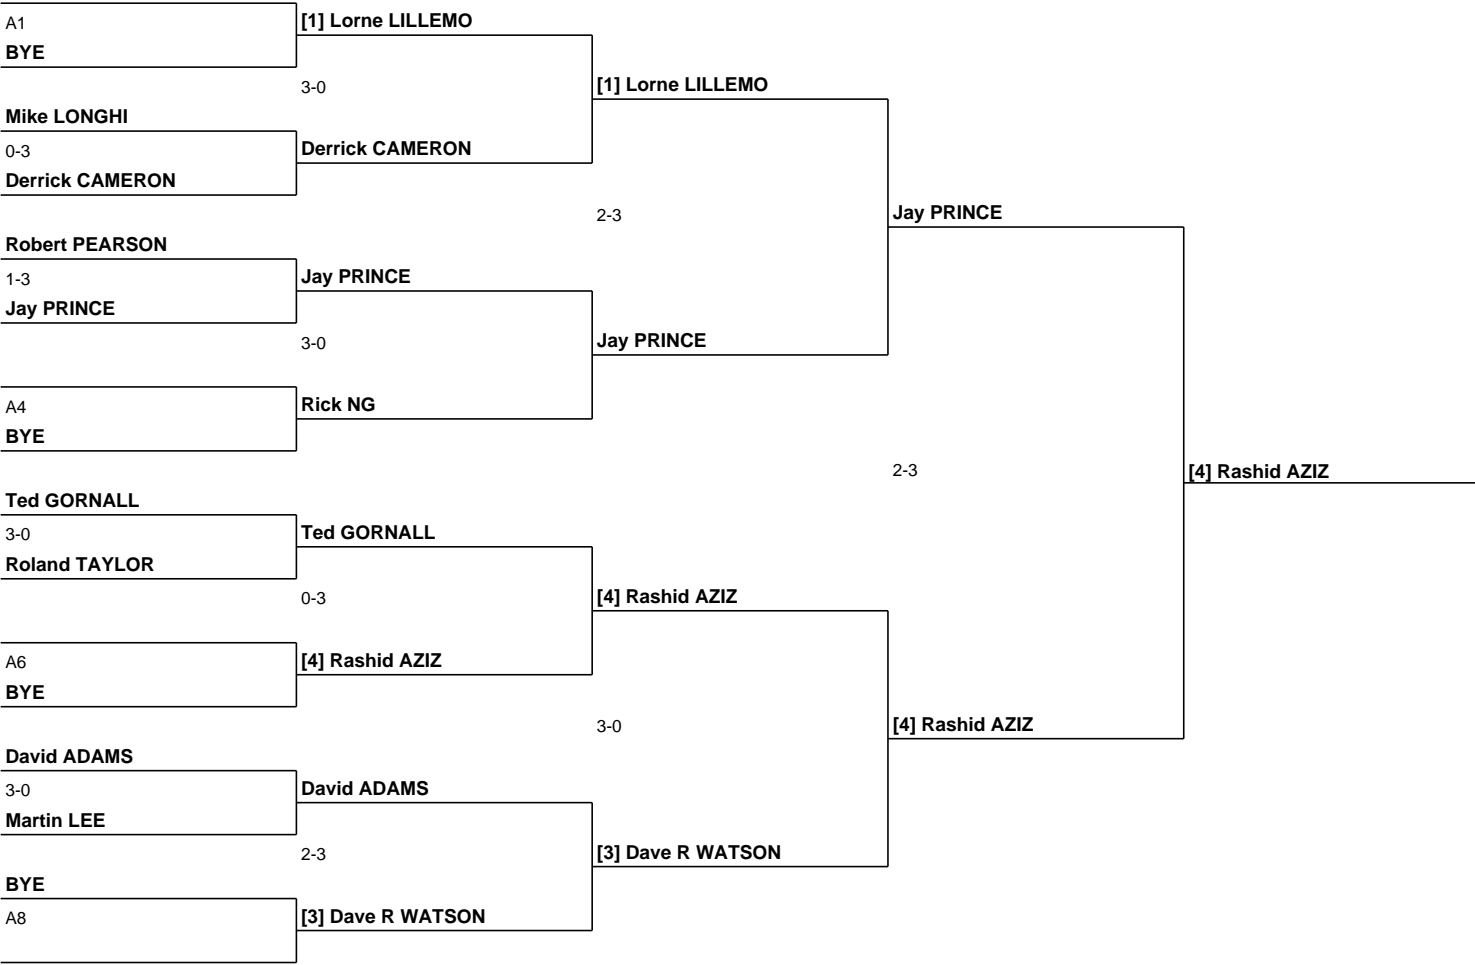 A1
BYE
[1] Lorne LILLEMO
3-0
Mike LONGHI
0-3
Derrick CAMERON
Derrick CAMERON
[1] Lorne LILLEMO
2-3
Robert PEARSON
1-3
Jay PRINCE
Jay PRINCE
3-0
A4
BYE
Rick NG
Jay PRINCE
Jay PRINCE
2-3
Ted GORNALL
3-0
Roland TAYLOR
Ted GORNALL
0-3
A6
BYE
[4] Rashid AZIZ
[4] Rashid AZIZ
3-0
David ADAMS
3-0
Martin LEE
David ADAMS
2-3
BYE
A8
[3] Dave R WATSON
[3] Dave R WATSON
[4] Rashid AZIZ
[4] Rashid AZIZ